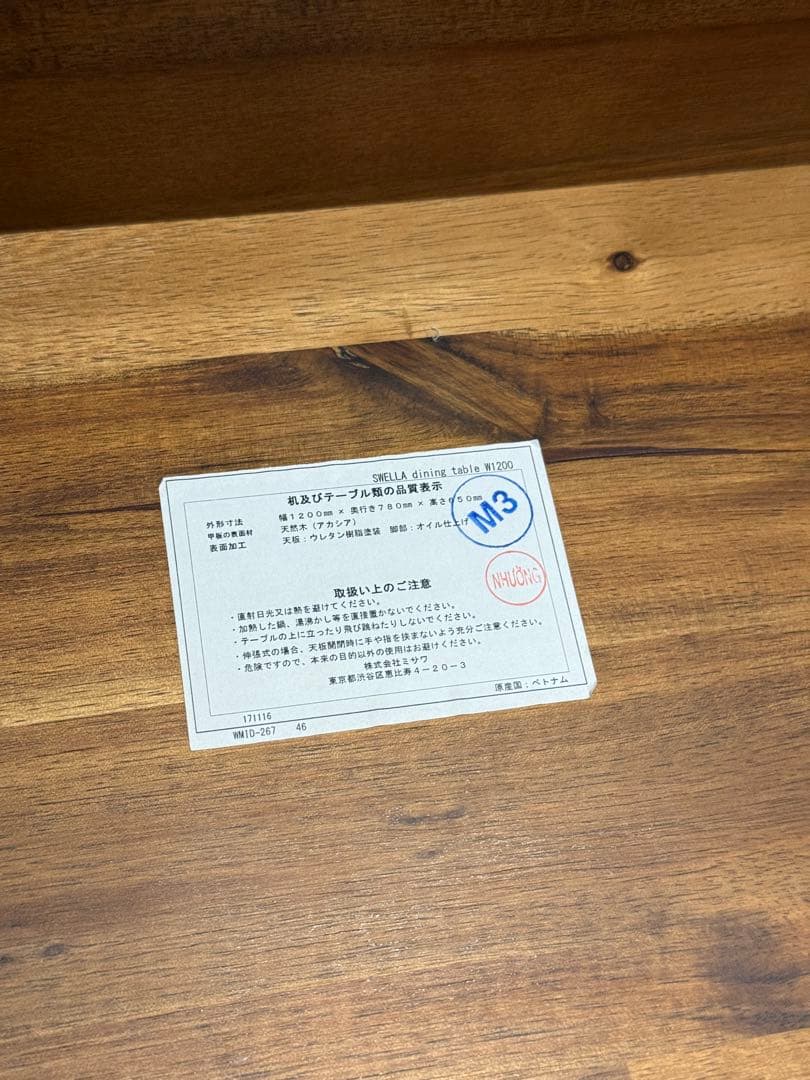 SWELLA dining table W1200
机及びテーブル類の品質表示
外形寸法 幅1200mm × 奥行き780mm × 高さ650mm
甲板の表面材 天然木（アカシア）
表面加工 天板：ウレタン樹脂塗装 脚部：オイル仕上げ
M3
NHƯỜNG
取扱い上のご注意
・直射日光又は熱を避けてください。
・加熱した鍋、湯沸かし等を直接置かないでください。
・テーブルの上に立ったり飛び跳ねたりしないでください。
・伸張式の場合、天板開閉時に手や指を挟まないよう充分ご注意ください。
・危険ですので、本来の目的以外の使用はお避けください。
株式会社ミサワ
東京都渋谷区恵比寿4－20－3
原産国：ベトナム
171116
WMID-267 46